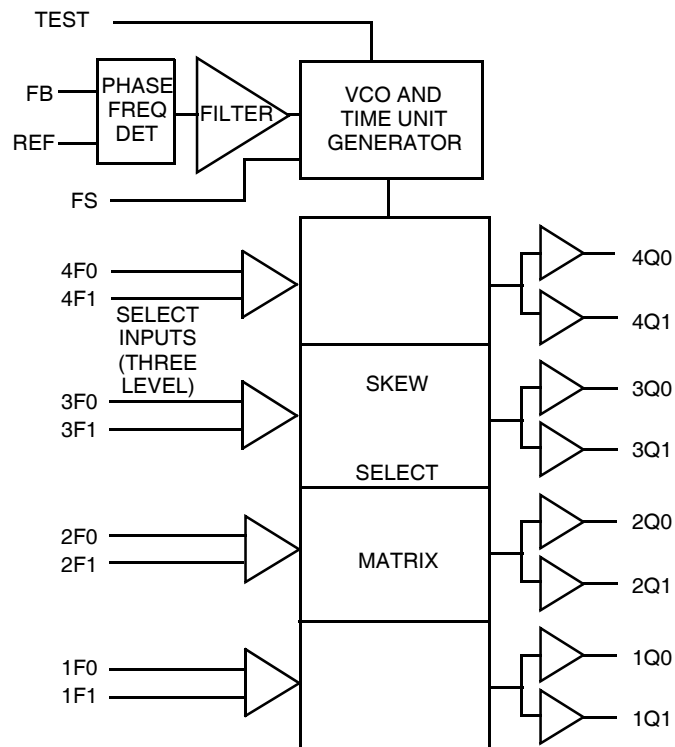 TEST
FB
REF
PHASE
FREQ
DET
FILTER
VCO AND
TIME UNIT
GENERATOR
FS
4F0
4F1
SELECT
INPUTS
(THREE
LEVEL)
3F0
3F1
2F0
2F1
1F0
1F1
SKEW
SELECT
MATRIX
4Q0
4Q1
3Q0
3Q1
2Q0
2Q1
1Q0
1Q1